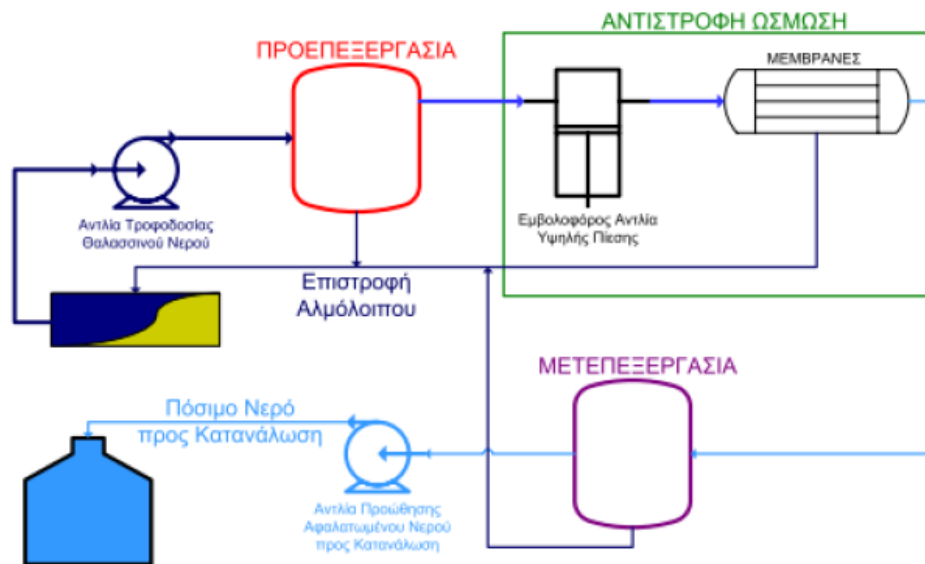 ΑΝΤΙΣΤΡΟΦΗ ΩΣΜΩΣΗ
ΠΡΟΕΠΕΞΕΡΓΑΣΙΑ
ΜΕΜΒΡΑΝΕΣ
Αντλία Τροφοδοσίας
Θαλασσινού Νερού
Εμβολοφόρος Αντλία
Υψηλής Πίεσης
Επιστροφή
Αλμόλοιπου
ΜΕΤΕΠΕΞΕΡΓΑΣΙΑ
Πόσιμο Νερό
προς Κατανάλωση
Αντλία Προώθησης
Αφαλατωμένου Νερού
προς Κατανάλωση